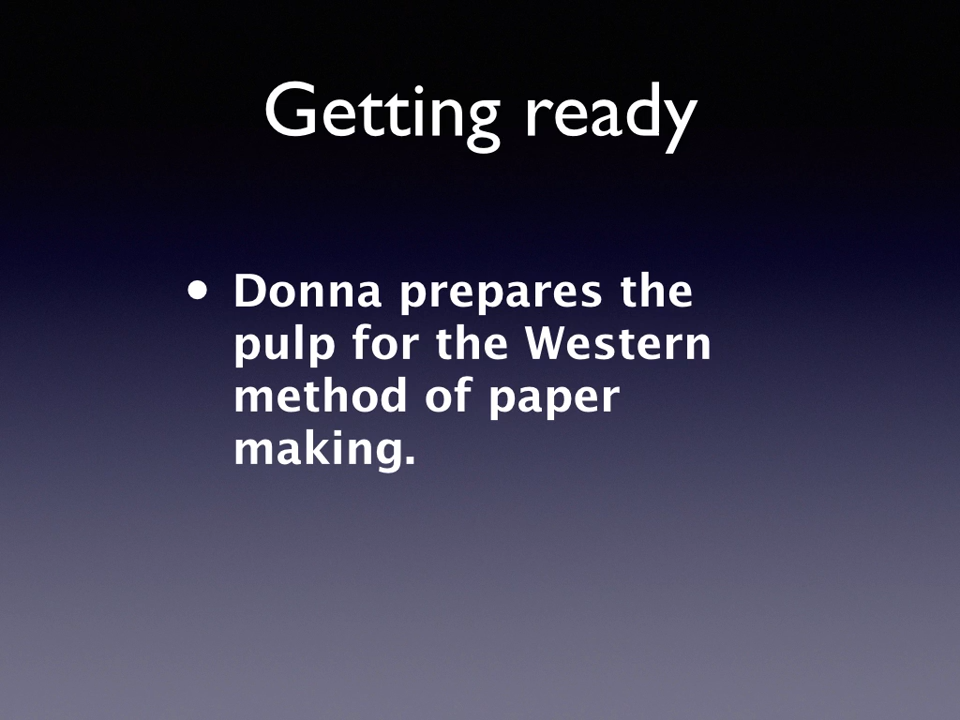 Getting ready
• Donna prepares the
pulp for the Western
method of paper
making.